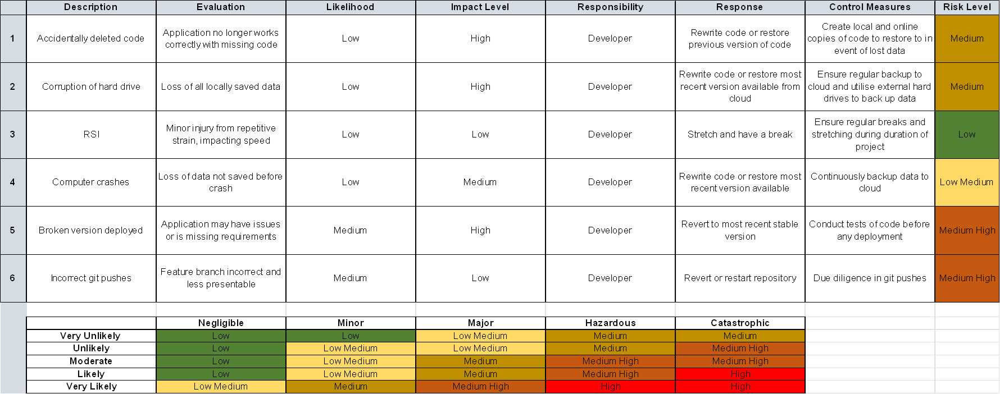 Description Evaluation Likelihood Impact Level Responsibility Response Control Measures Risk Level
1 Accidentally deleted code Application no longer works correctly with missing code Low High Developer Rewrite code or restore previous version of code Create local and online copies of code to restore to in event of lost data Medium
2 Corruption of hard drive Loss of all locally saved data Low High Developer Rewrite code or restore most recent version available from cloud Ensure regular backup to cloud and utilise external hard drives to back up data Medium
3 RSI Minor injury from repetitive strain, impacting speed Low Low Developer Stretch and have a break Ensure regular breaks and stretching during duration of project Low
4 Computer crashes Loss of data not saved before crash Low Medium Developer Rewrite code or restore most recent version available Continuously backup data to cloud Low Medium
5 Broken version deployed Application may have issues or is missing requirements Medium High Developer Revert to most recent stable version Conduct tests of code before any deployment Medium High
6 Incorrect git pushes Feature branch incorrect and less presentable Medium Low Developer Revert or restart repository Due diligence in git pushes Medium High
Negligible Minor Major Hazardous Catastrophic
Very Unlikely Low Low Low Medium Medium Medium
Unlikely Low Low Medium Low Medium Medium Medium High
Moderate Low Low Medium Medium Medium High Medium High
Likely Low Low Medium Medium Medium High High
Very Likely Low Medium Medium Medium High High High